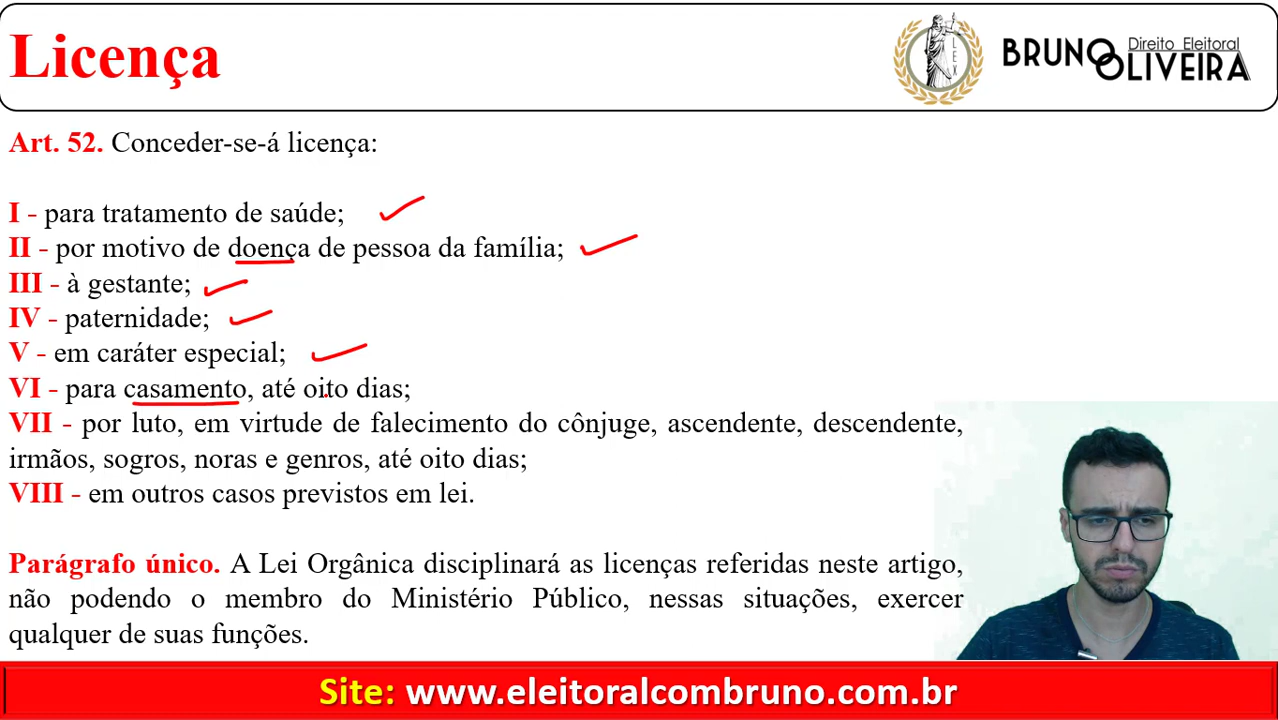 Licença
LEX
BRUNO Direito Eleitoral
OLIVEIRA
Art. 52. Conceder-se-á licença:
I - para tratamento de saúde;
II - por motivo de doença de pessoa da família;
III - à gestante;
IV - paternidade;
V - em caráter especial;
VI - para casamento, até oito dias;
VII - por luto, em virtude de falecimento do cônjuge, ascendente, descendente,
irmãos, sogros, noras e genros, até oito dias;
VIII - em outros casos previstos em lei.
Parágrafo único. A Lei Orgânica disciplinará as licenças referidas neste artigo,
não podendo o membro do Ministério Público, nessas situações, exercer
qualquer de suas funções.
Site: www.eleitoralcombruno.com.br